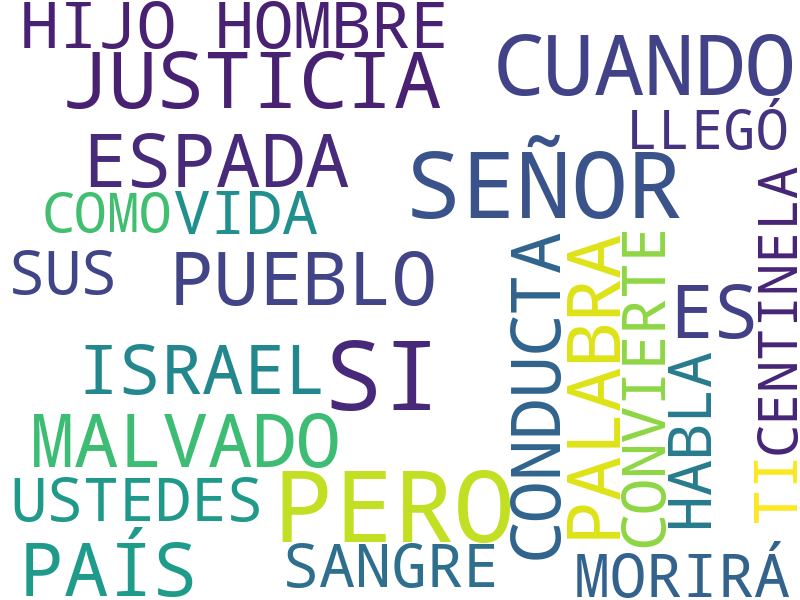 HIJO HOMBRE
JUSTICIA
CUANDO
LLEGÓ
ESPADA
SEÑOR
COMO
VIDA
CENTINELA
SUS
PUEBLO
CONDUCTA
PALABRA
CONVIERTE
ES
ISRAEL
SI
HABLA
MALVADO
USTEDES
PERO
TI
PAÍS
SANGRE
MORIRÁ